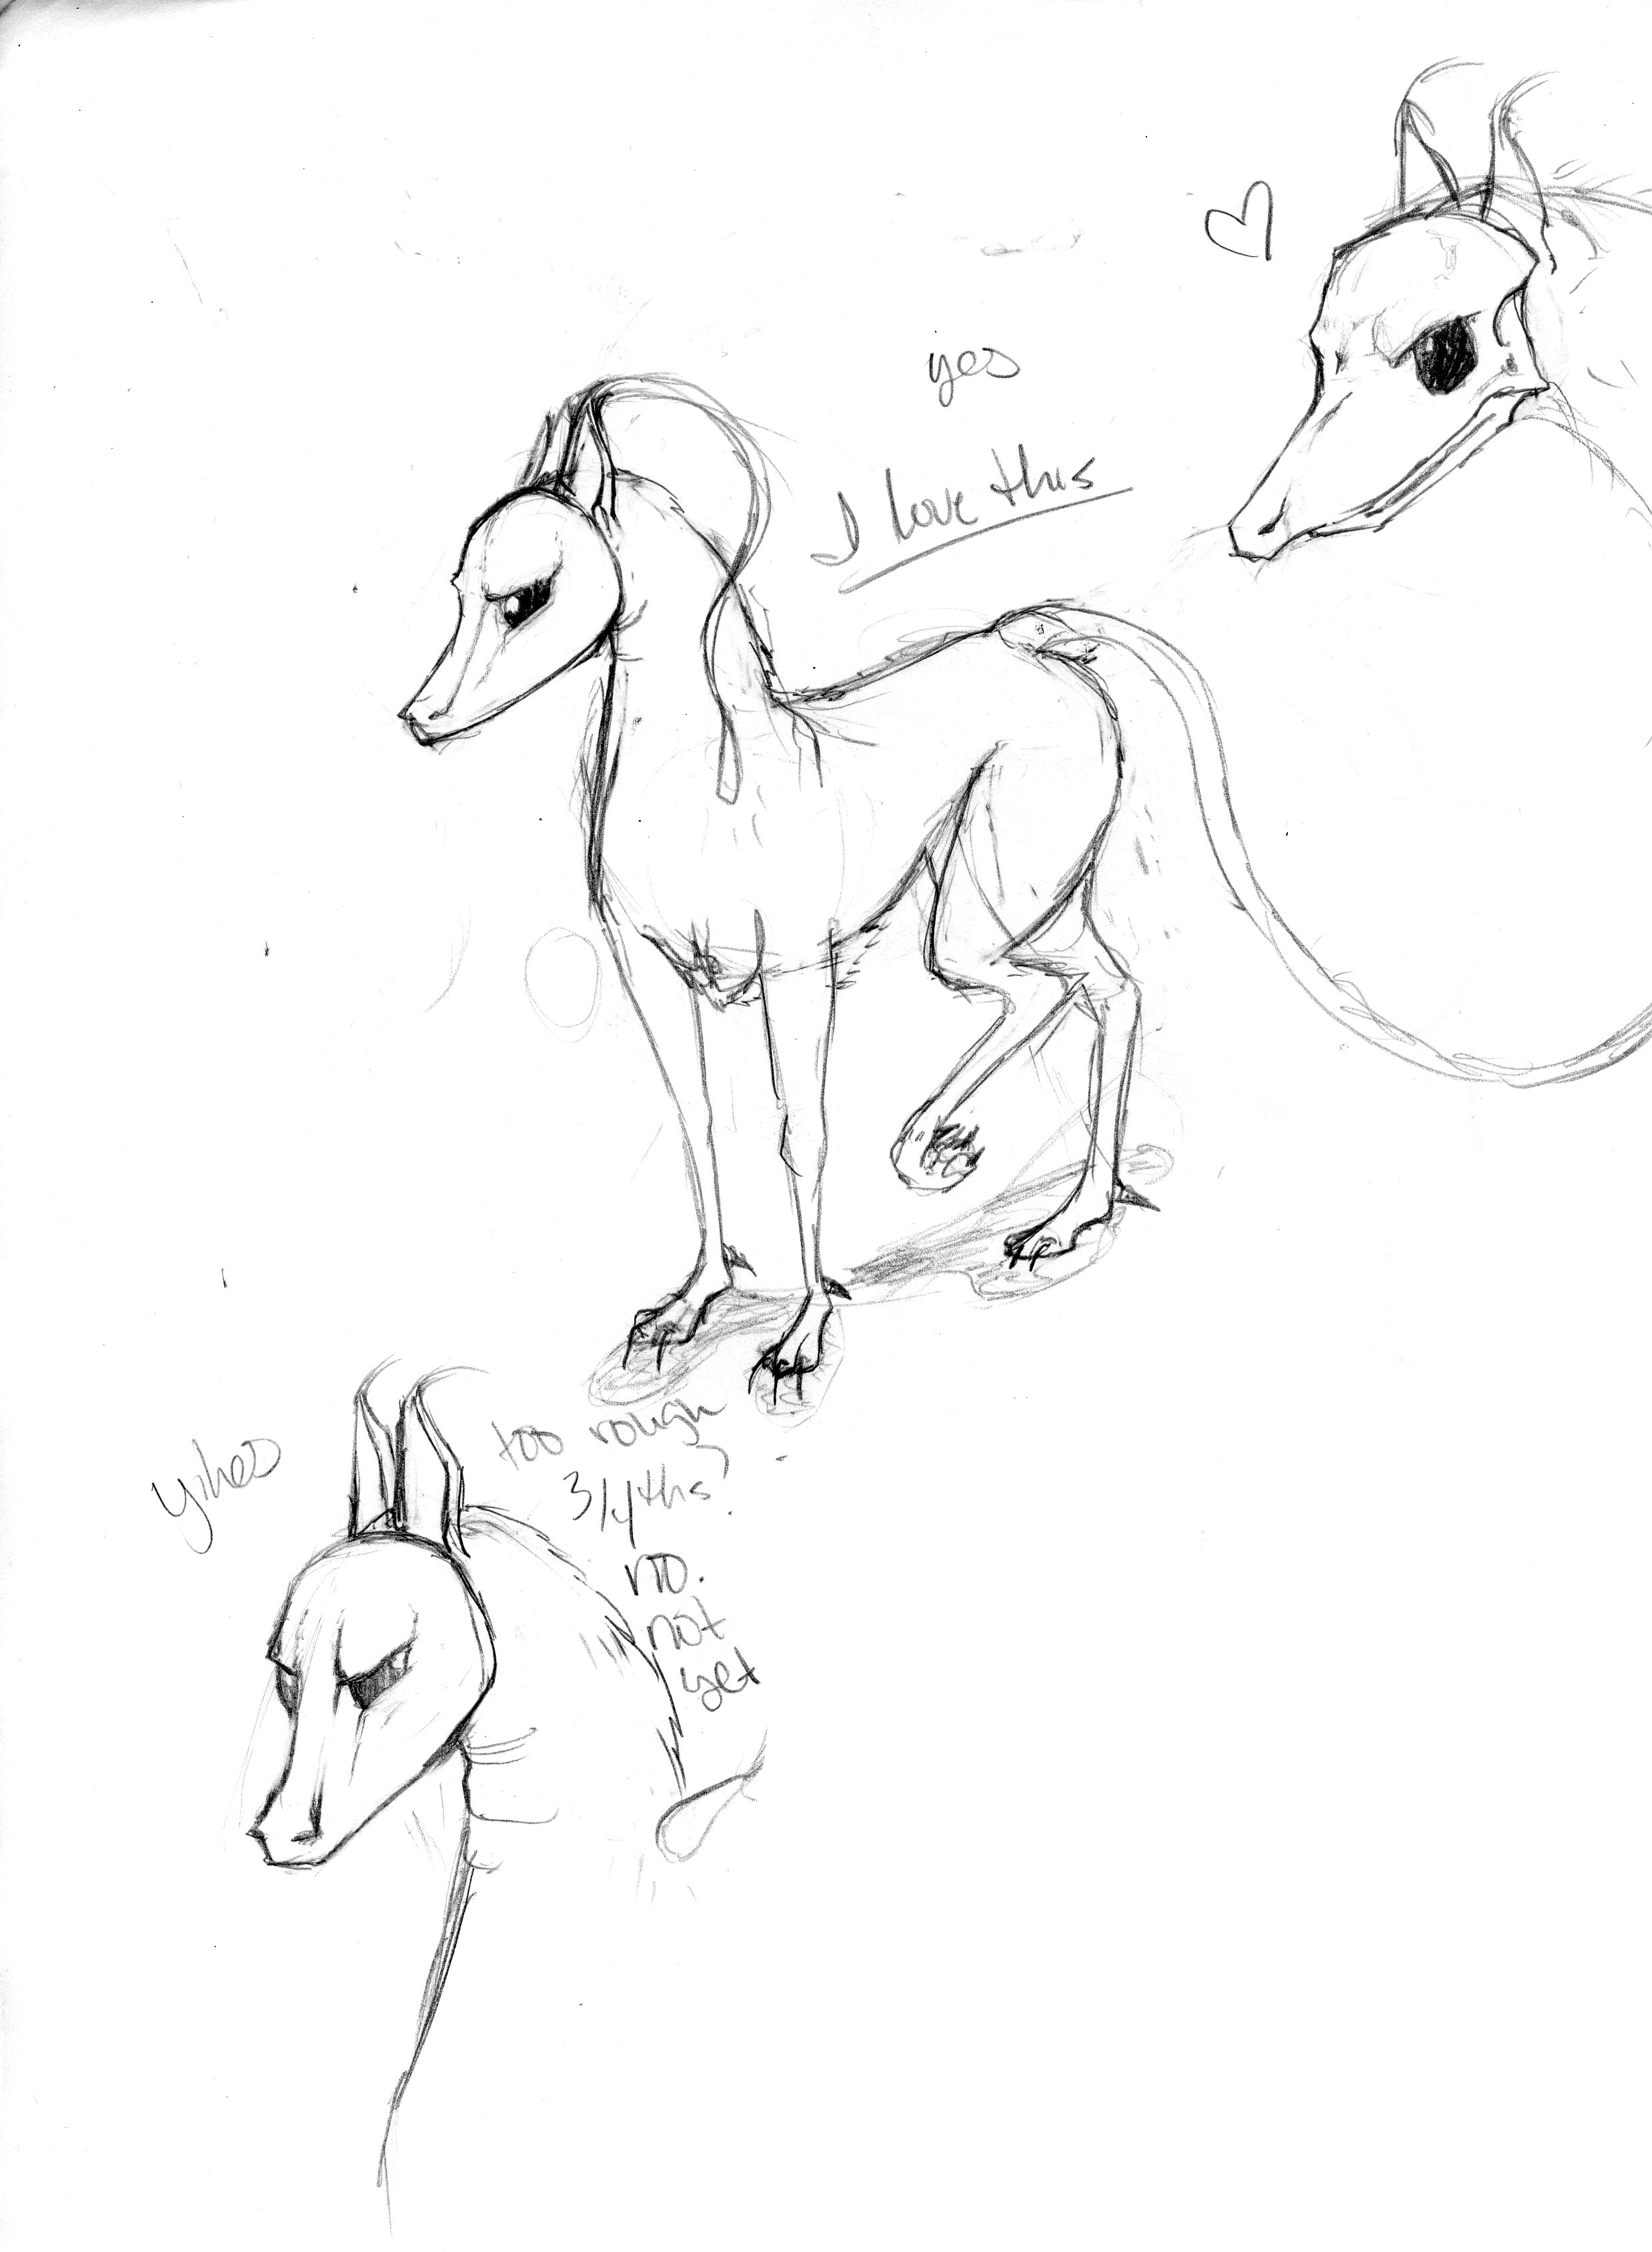 yes
I love this
yikes
too rough
3/4ths?
no.
not
yet